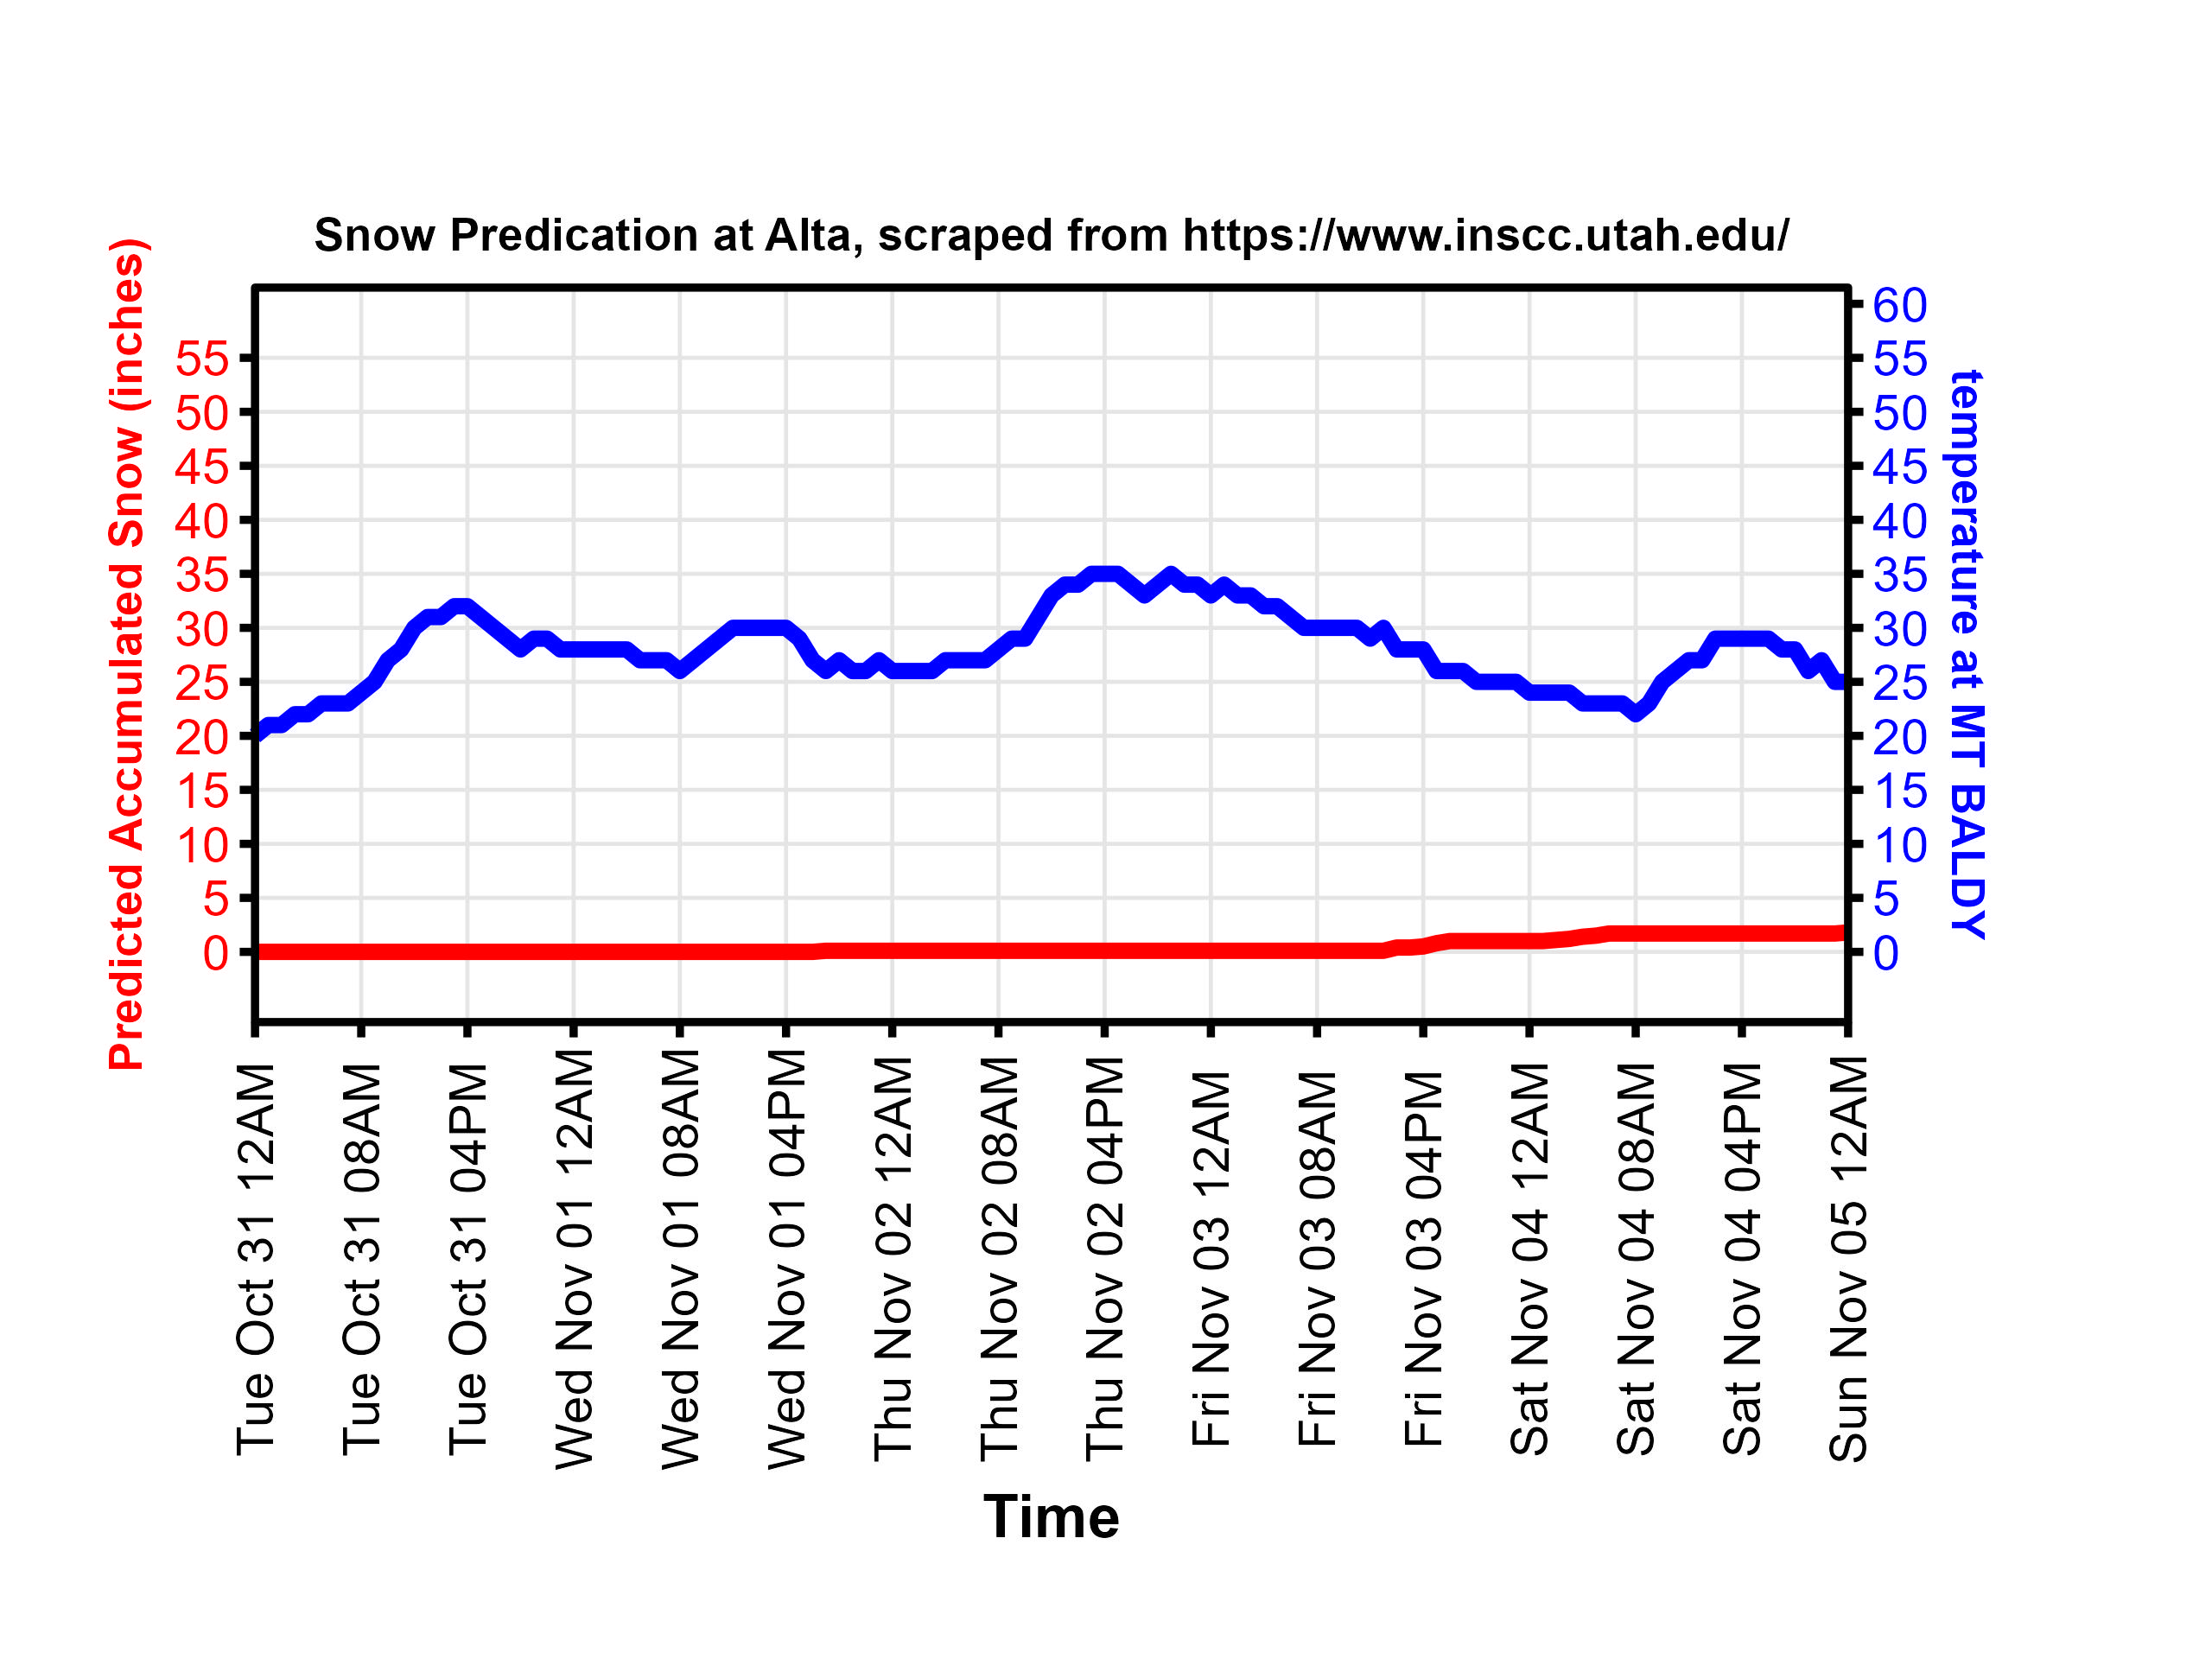 Snow Predication at Alta, scraped from https://www.inscc.utah.edu/
Predicted Accumulated Snow (inches)
55
50
45
40
35
30
25
20
15
10
5
0
60
55
50
45
40
35
30
25
20
15
10
5
0
temperature at MT BALDY
Tue Oct 31 12AM
Tue Oct 31 08AM
Tue Oct 31 04PM
Wed Nov 01 12AM
Wed Nov 01 08AM
Wed Nov 01 04PM
Thu Nov 02 12AM
Thu Nov 02 08AM
Thu Nov 02 04PM
Fri Nov 03 12AM
Fri Nov 03 08AM
Fri Nov 03 04PM
Sat Nov 04 12AM
Sat Nov 04 08AM
Sat Nov 04 04PM
Sun Nov 05 12AM
Time